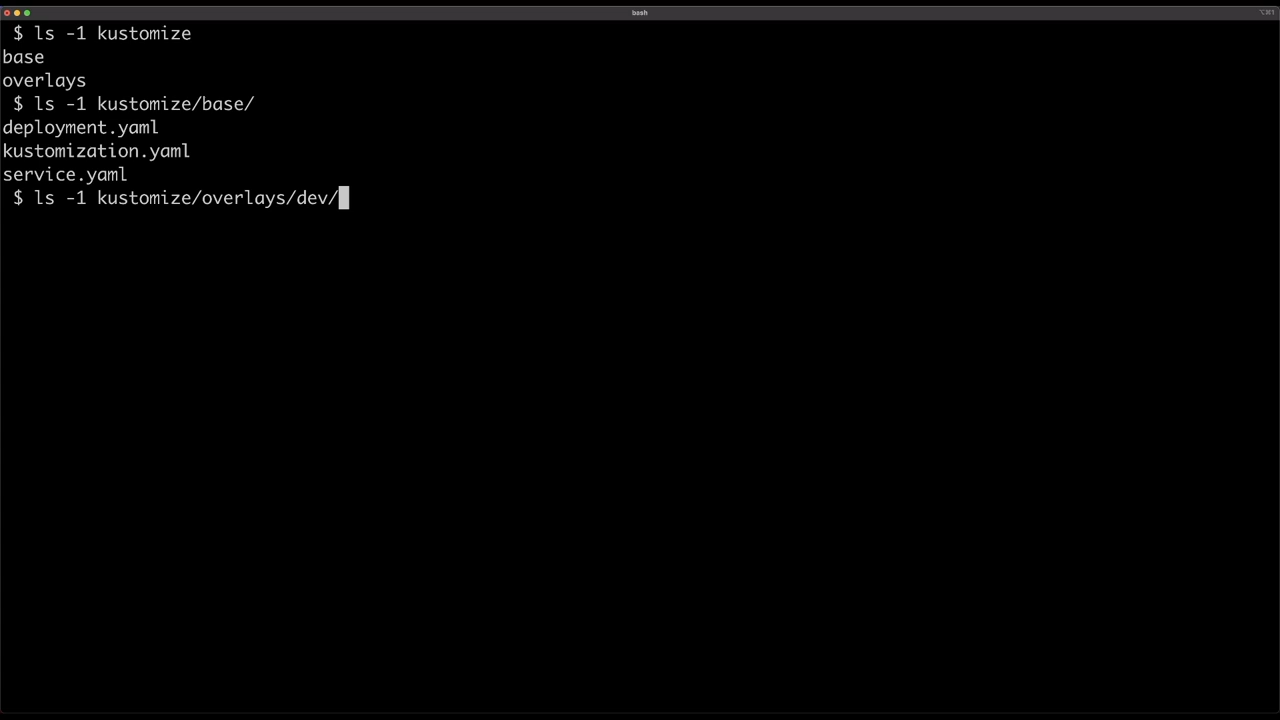 bash
⌥⌘1
$ ls -1 kustomize
base
overlays
$ ls -1 kustomize/base/
deployment.yaml
kustomization.yaml
service.yaml
$ ls -1 kustomize/overlays/dev/